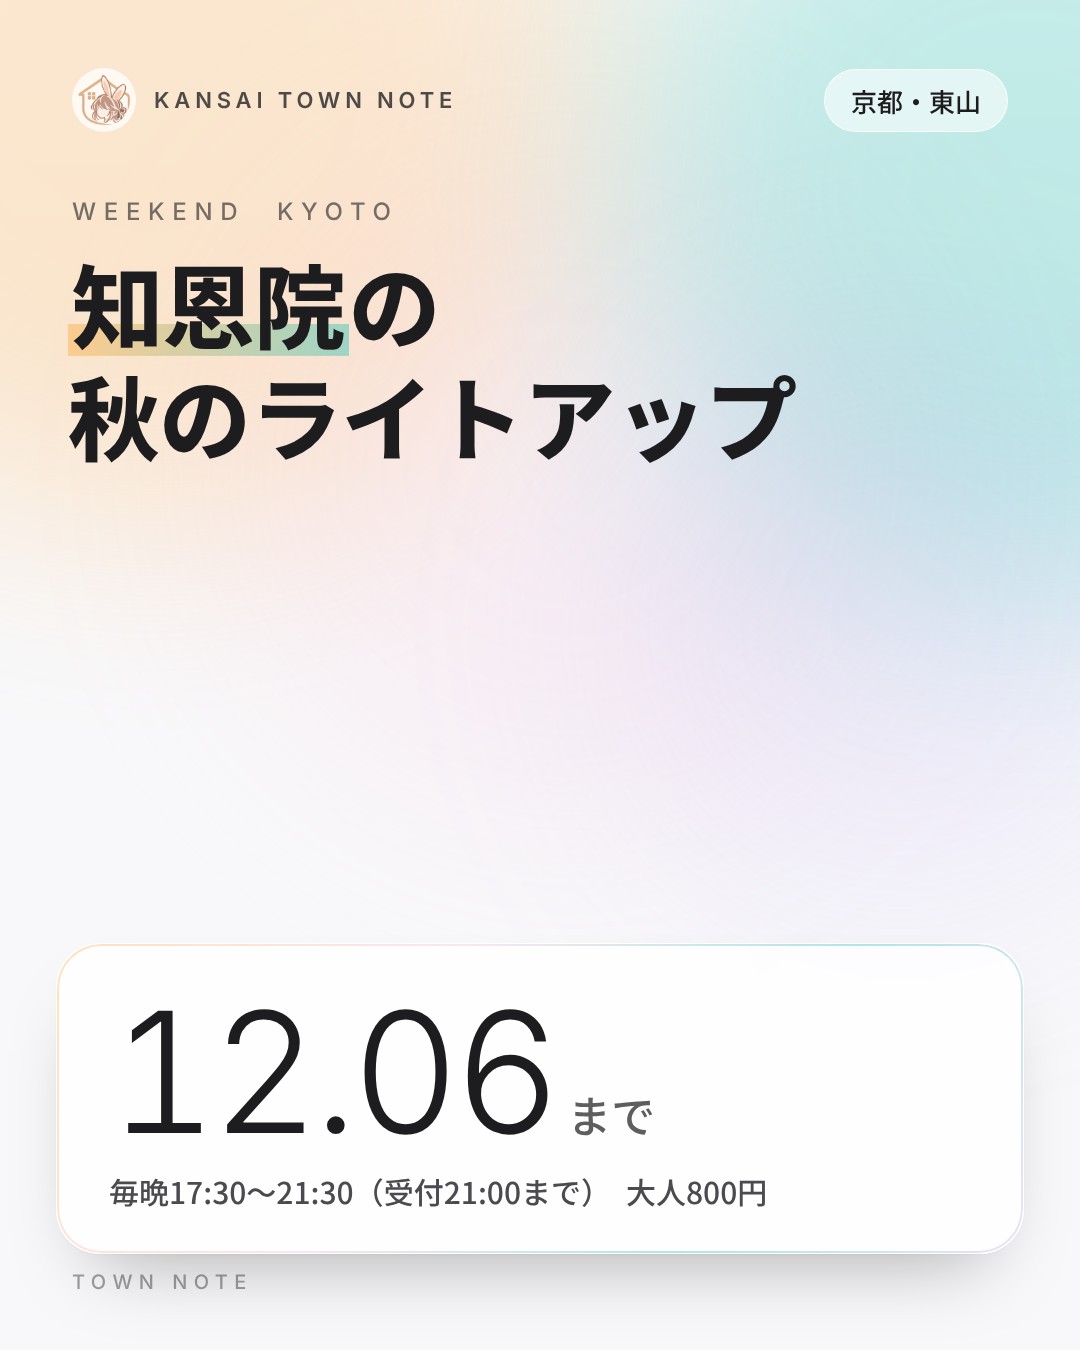 KANSAI TOWN NOTE
京都・東山
WEEKEND KYOTO
知恩院の
秋のライトアップ
12.06 まで
毎晩17:30〜21:30（受付21:00まで） 大人800円
TOWN NOTE